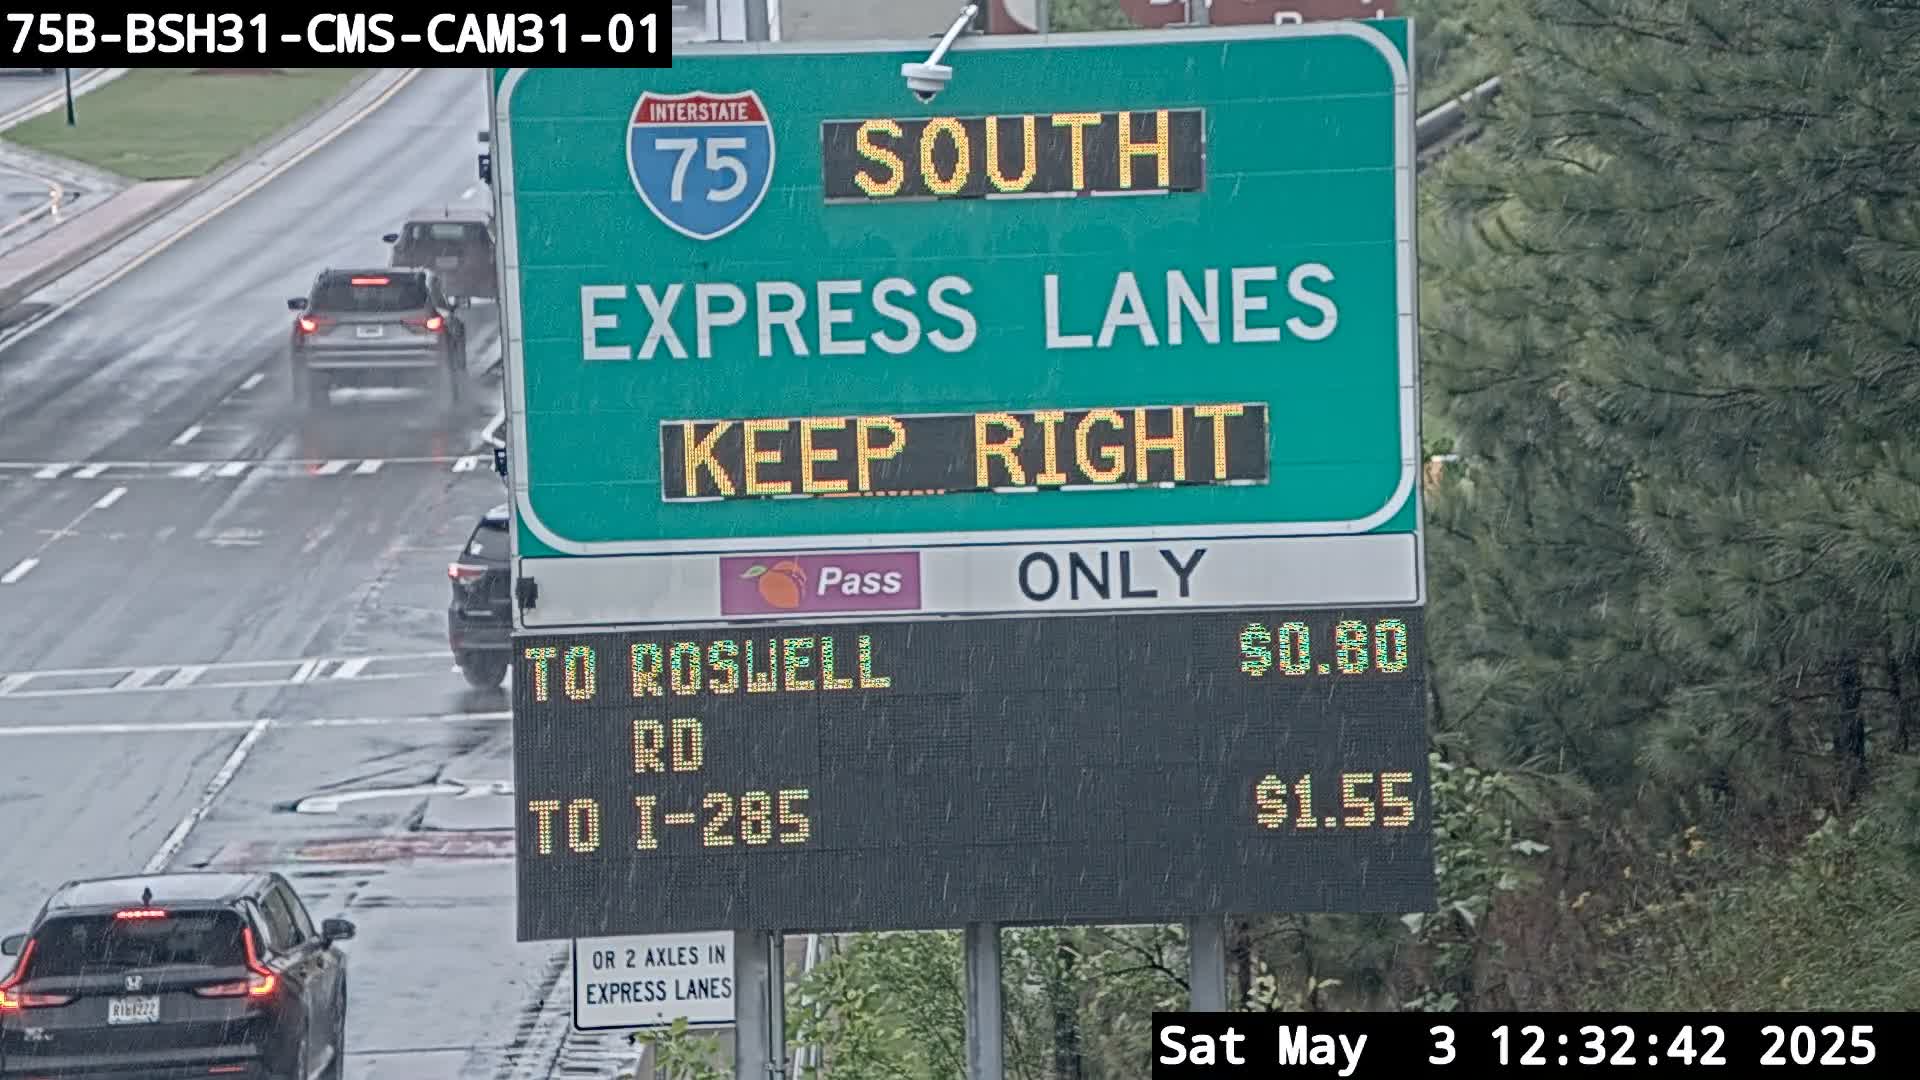 75B-BSH31-CMS-CAM31-01
INTERSTATE
75
SOUTH
EXPRESS LANES
KEEP RIGHT
Pass ONLY
TO ROSWELL $0.80
RD
TO I-285 $1.55
OR 2 AXLES IN
EXPRESS LANES
Sat May 3 12:32:42 2025